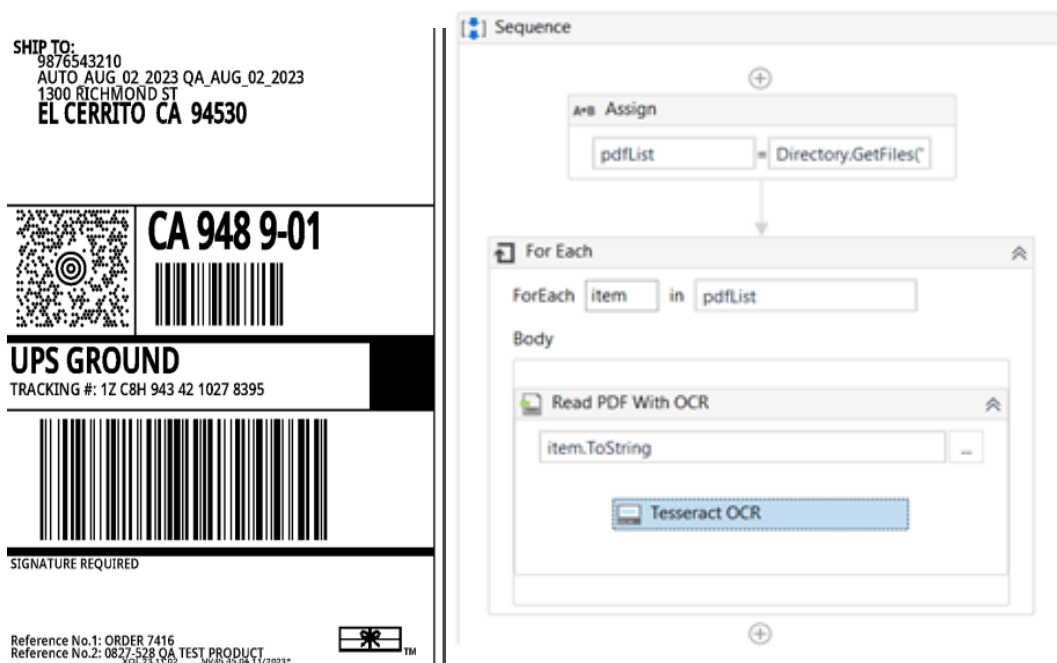 SHIP TO:
9876543210
AUTO_AUG_02_2023 QA_AUG_02_2023
1300 RICHMOND ST
EL CERRITO CA 94530
CA 948 9-01
UPS GROUND
TRACKING #: 1Z C8H 943 42 1027 8395
SIGNATURE REQUIRED
Reference No.1: ORDER 7416
Reference No.2: 0827-528 QA TEST PRODUCT
TM
Sequence
A+B Assign
pdfList = Directory.GetFiles("
For Each
ForEach item in pdfList
Body
Read PDF With OCR
item.ToString ...
Tesseract OCR